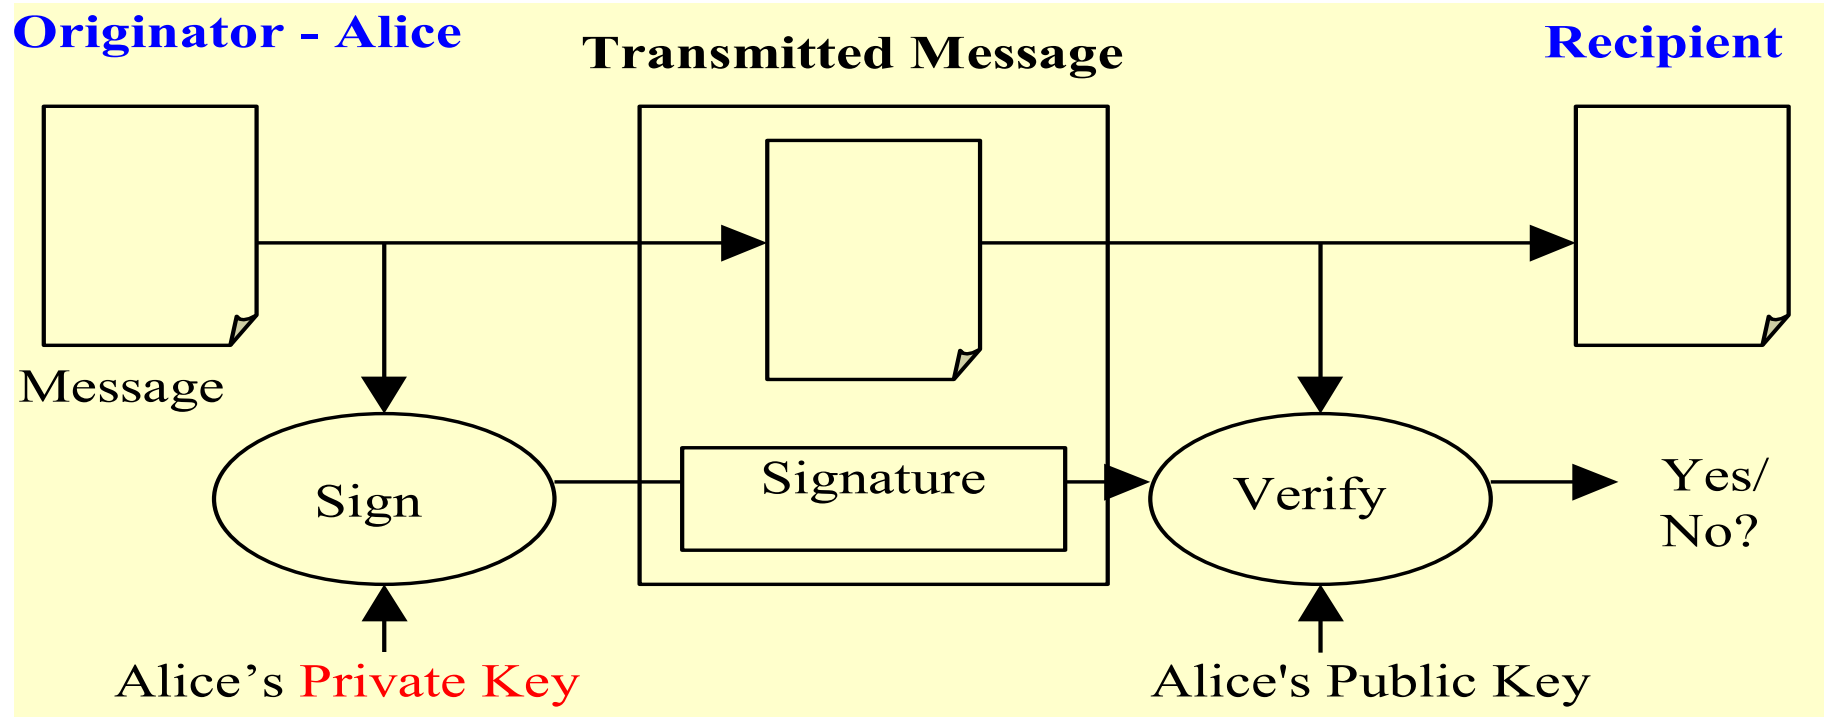 Originator - Alice
Transmitted Message
Recipient
Message
Sign
Signature
Verify
Yes/
No?
Alice’s Private Key
Alice's Public Key